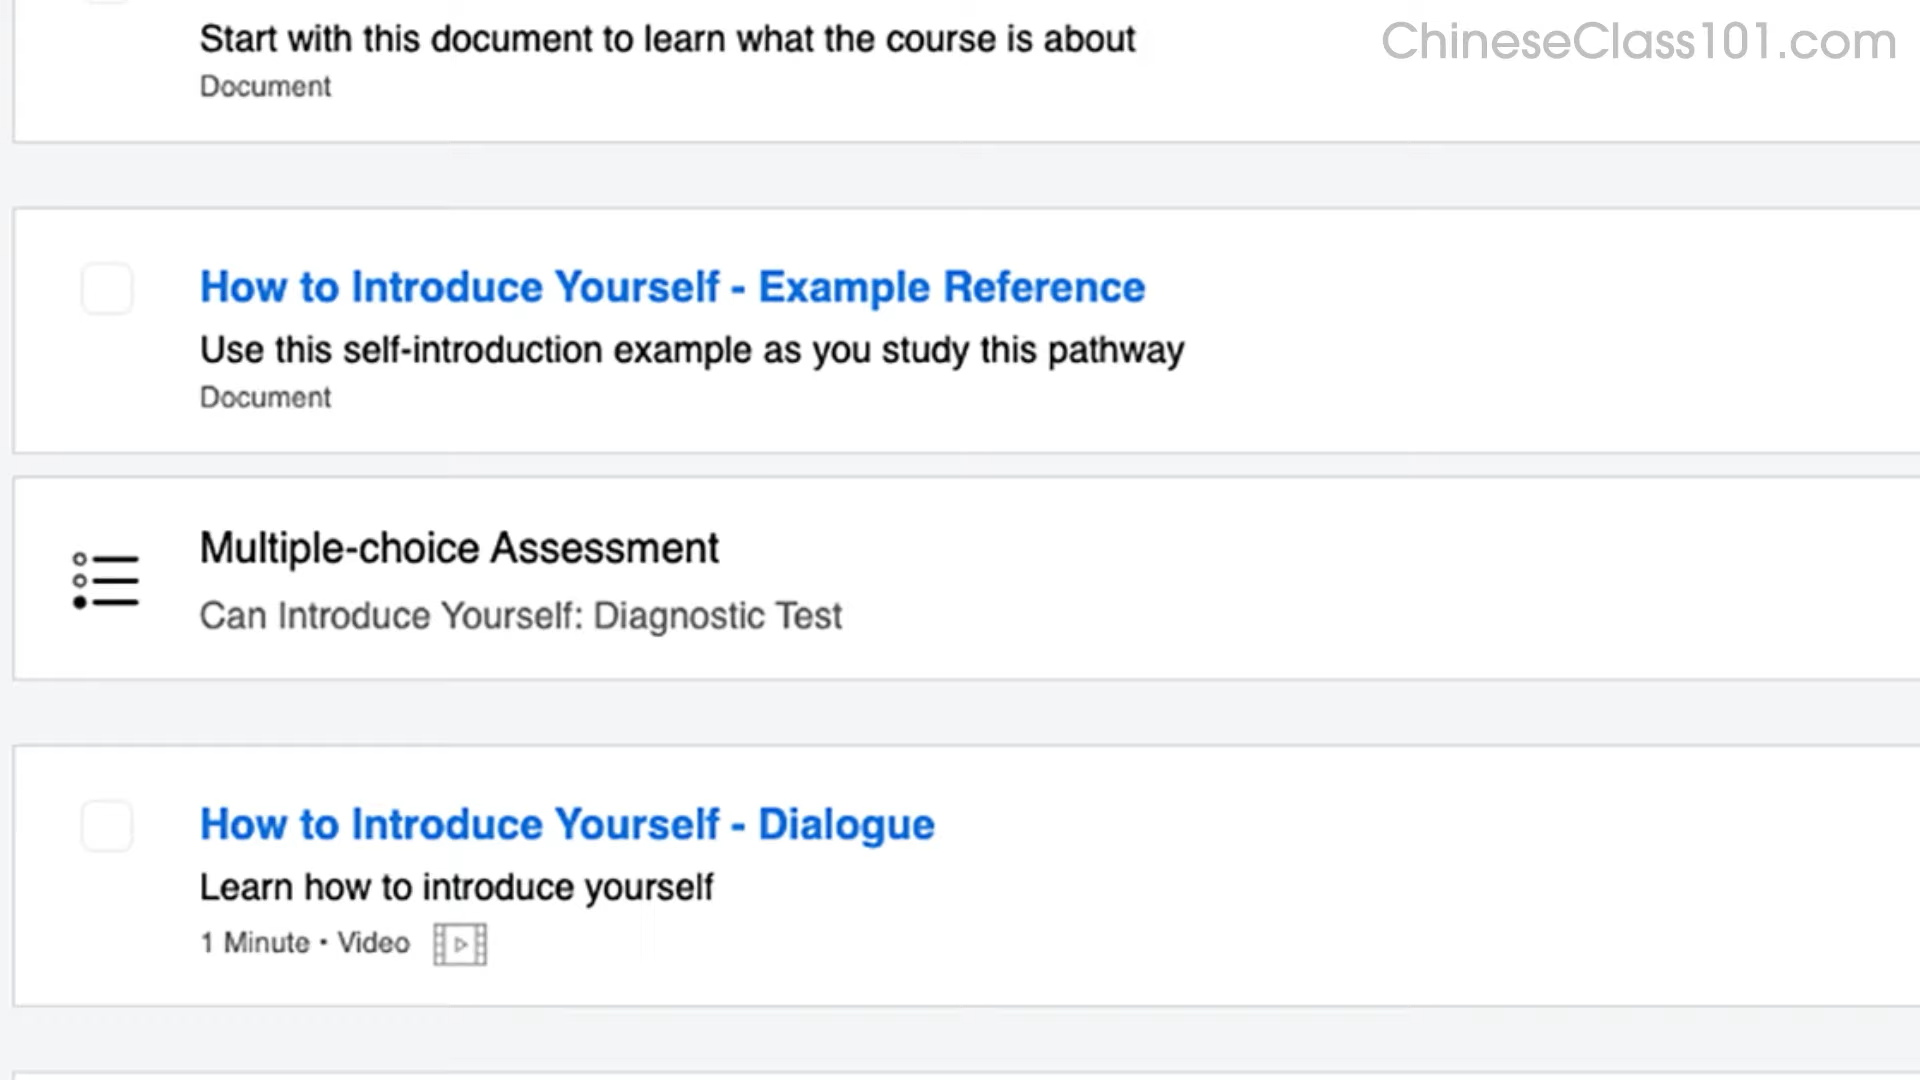 ChineseClass101.com
Start with this document to learn what the course is about
Document
How to Introduce Yourself - Example Reference
Use this self-introduction example as you study this pathway
Document
Multiple-choice Assessment
Can Introduce Yourself: Diagnostic Test
How to Introduce Yourself - Dialogue
Learn how to introduce yourself
1 Minute • Video